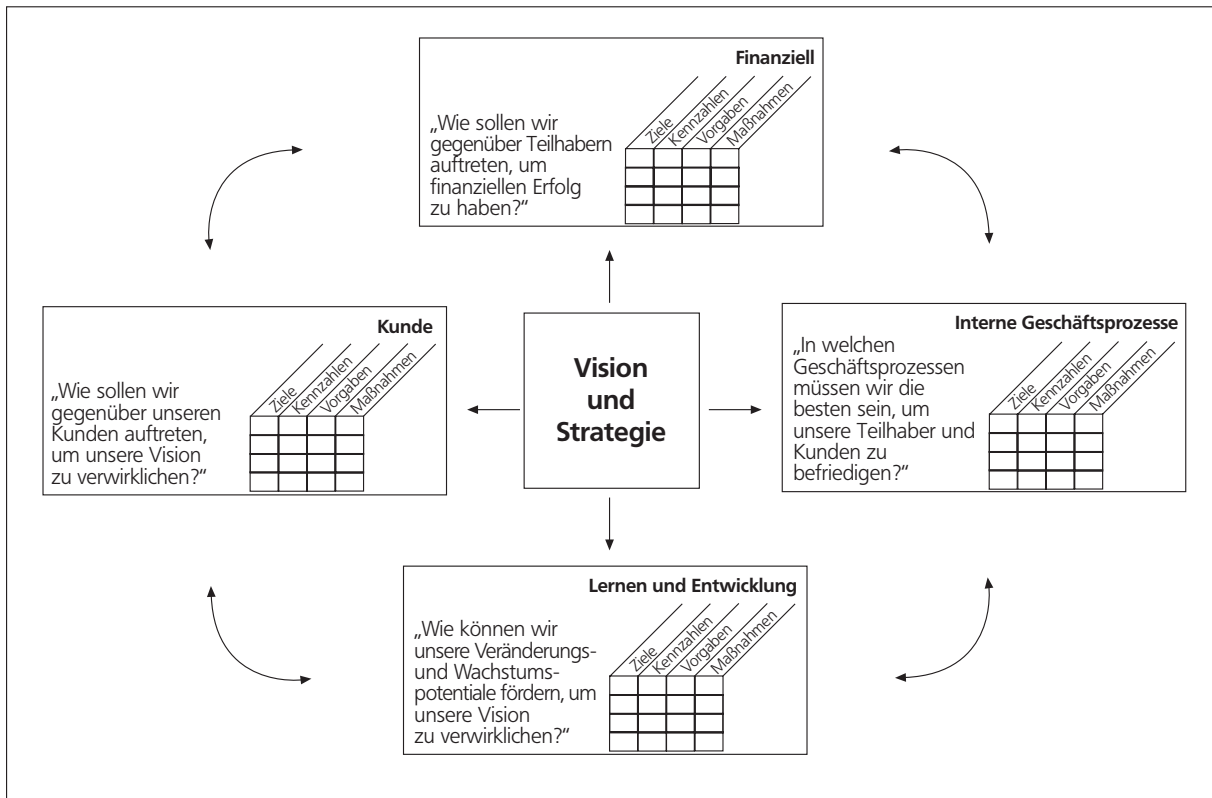 Finanziell
„Wie sollen wir
gegenüber Teilhabern
auftreten, um
finanziellen Erfolg
zu haben?“
Ziele
Kennzahlen
Vorgaben
Maßnahmen
Kunde
„Wie sollen wir
gegenüber unseren
Kunden auftreten,
um unsere Vision
zu verwirklichen?“
Ziele
Kennzahlen
Vorgaben
Maßnahmen
Vision
und
Strategie
Interne Geschäftsprozesse
„In welchen
Geschäftsprozessen
müssen wir die
besten sein, um
unsere Teilhaber und
Kunden zu
befriedigen?“
Ziele
Kennzahlen
Vorgaben
Maßnahmen
Lernen und Entwicklung
„Wie können wir
unsere Veränderungs-
und Wachstums-
potentiale fördern, um
unsere Vision
zu verwirklichen?“
Ziele
Kennzahlen
Vorgaben
Maßnahmen